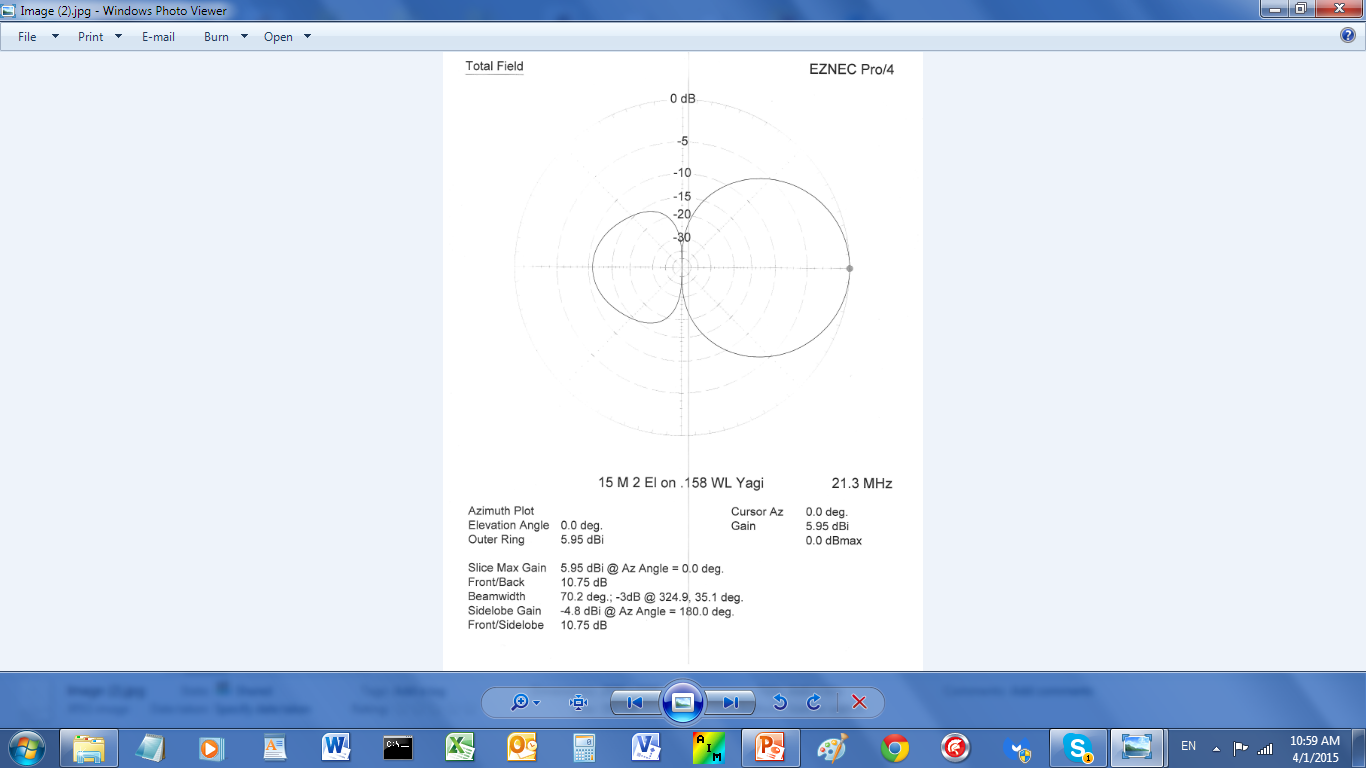 Image (2).jpg - Windows Photo Viewer
File Print E-mail Burn Open
Total Field EZNEC Pro/4
0 dB
-5
-10
-15
-20
-30
15 M 2 El on .158 WL Yagi 21.3 MHz
Azimuth Plot Cursor Az 0.0 deg.
Elevation Angle 0.0 deg. Gain 5.95 dBi
Outer Ring 5.95 dBi 0.0 dBmax
Slice Max Gain 5.95 dBi @ Az Angle = 0.0 deg.
Front/Back 10.75 dB
Beamwidth 70.2 deg.; -3dB @ 324.9, 35.1 deg.
Sidelobe Gain -4.8 dBi @ Az Angle = 180.0 deg.
Front/Sidelobe 10.75 dB
EN 10:59 AM
4/1/2015